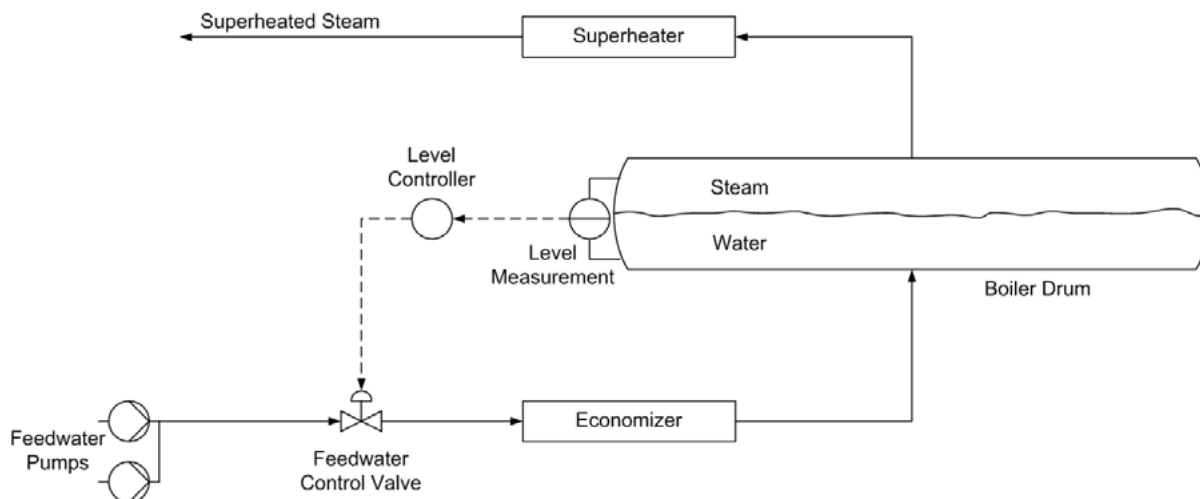 Superheated Steam
Superheater
Level
Controller
Steam
Water
Level
Measurement
Boiler Drum
Economizer
Feedwater
Pumps
Feedwater
Control Valve